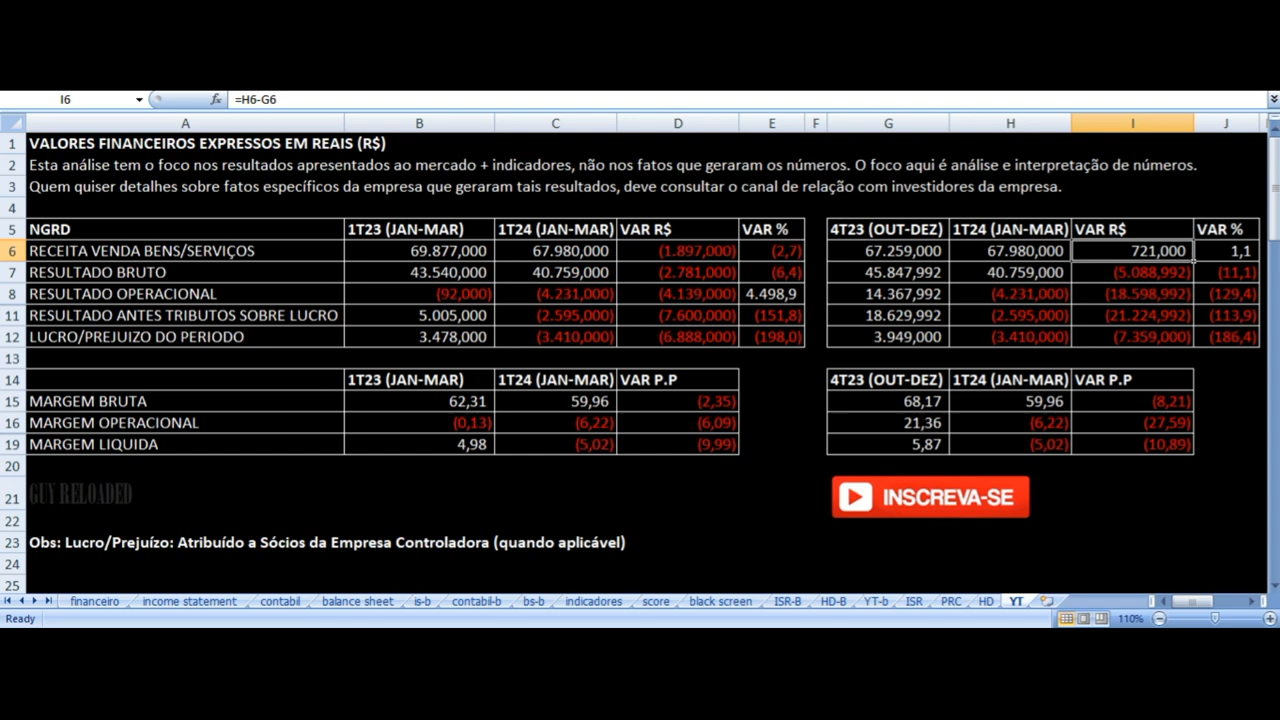 I6 fx =H6-G6
A B C D E F G H I J
1 VALORES FINANCEIROS EXPRESSOS EM REAIS (R$)
2 Esta análise tem o foco nos resultados apresentados ao mercado + indicadores, não nos fatos que geraram os números. O foco aqui é análise e interpretação de números.
3 Quem quiser detalhes sobre fatos específicos da empresa que geraram tais resultados, deve consultar o canal de relação com investidores da empresa.
4
5 NGRD 1T23 (JAN-MAR) 1T24 (JAN-MAR) VAR R$ VAR % 4T23 (OUT-DEZ) 1T24 (JAN-MAR) VAR R$ VAR %
6 RECEITA VENDA BENS/SERVIÇOS 69.877,000 67.980,000 (1.897,000) (2,7) 67.259,000 67.980,000 721,000 1,1
7 RESULTADO BRUTO 43.540,000 40.759,000 (2.781,000) (6,4) 45.847,992 40.759,000 (5.088,992) (11,1)
8 RESULTADO OPERACIONAL (92,000) (4.231,000) (4.139,000) 4.498,9 14.367,992 (4.231,000) (18.598,992) (129,4)
11 RESULTADO ANTES TRIBUTOS SOBRE LUCRO 5.005,000 (2.595,000) (7.600,000) (151,8) 18.629,992 (2.595,000) (21.224,992) (113,9)
12 LUCRO/PREJUIZO DO PERIODO 3.478,000 (3.410,000) (6.888,000) (198,0) 3.949,000 (3.410,000) (7.359,000) (186,4)
13
14 1T23 (JAN-MAR) 1T24 (JAN-MAR) VAR P.P 4T23 (OUT-DEZ) 1T24 (JAN-MAR) VAR P.P
15 MARGEM BRUTA 62,31 59,96 (2,35) 68,17 59,96 (8,21)
16 MARGEM OPERACIONAL (0,13) (6,22) (6,09) 21,36 (6,22) (27,59)
19 MARGEM LIQUIDA 4,98 (5,02) (9,99) 5,87 (5,02) (10,89)
20
21 GUY RELOADED INSCREVA-SE
22
23 Obs: Lucro/Prejuízo: Atribuído a Sócios da Empresa Controladora (quando aplicável)
24
25
financeiro income statement contabil balance sheet is-b contabil-b bs-b indicadores score black screen ISR-B HD-B YT-b ISR PRC HD YT
Ready 110%